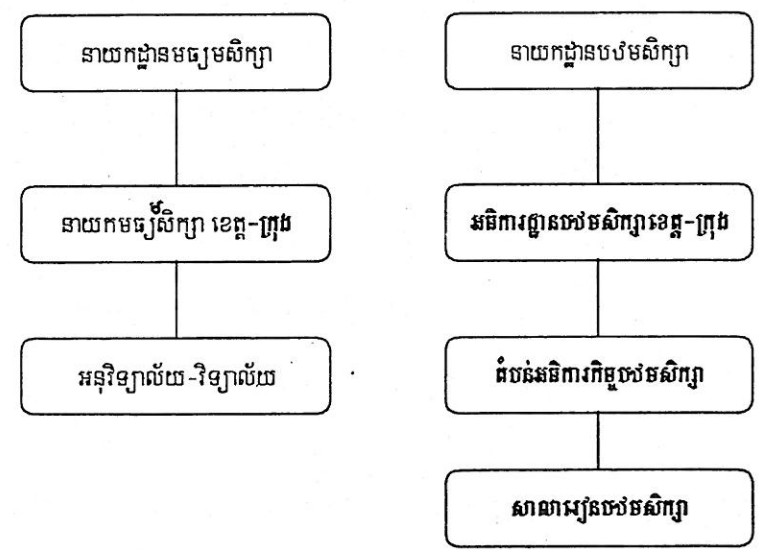 នាយកដ្ឋានមធ្យមសិក្សា
នាយកមធ្យមសិក្សា ខេត្ត-ក្រុង
អនុវិទ្យាល័យ-វិទ្យាល័យ
នាយកដ្ឋានបឋមសិក្សា
អធិការដ្ឋានបឋមសិក្សាខេត្ត-ក្រុង
តំបន់អធិការកិច្ចបឋមសិក្សា
សាលារៀនបឋមសិក្សា